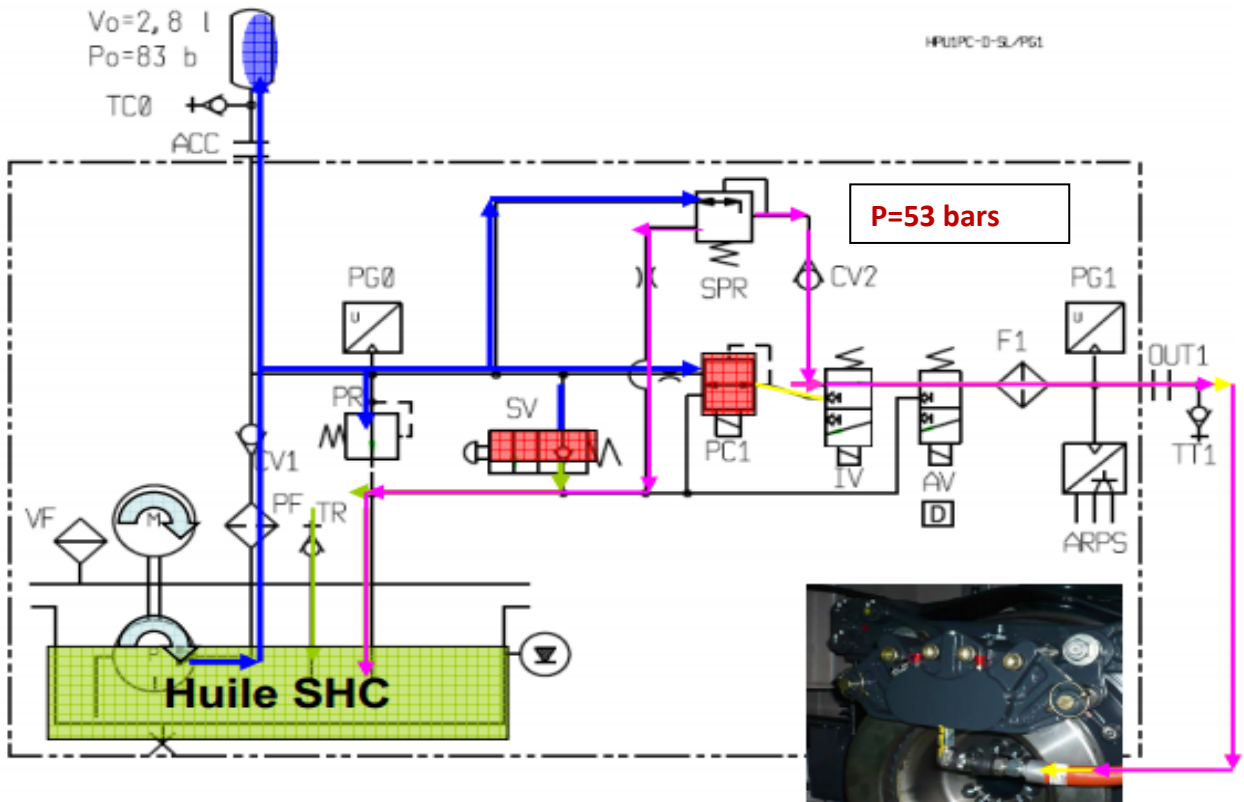 Vo=2,8 l
Po=83 b
HPU1PC-D-SL/PG1
TC0
ACC
P=53 bars
PG0
SPR
CV2
PG1
U
U
F1
OUT1
PR
SV
PC1
IV
AV
TT1
CV1
D
VF
M
PF
TR
ARPS
P
Huile SHC